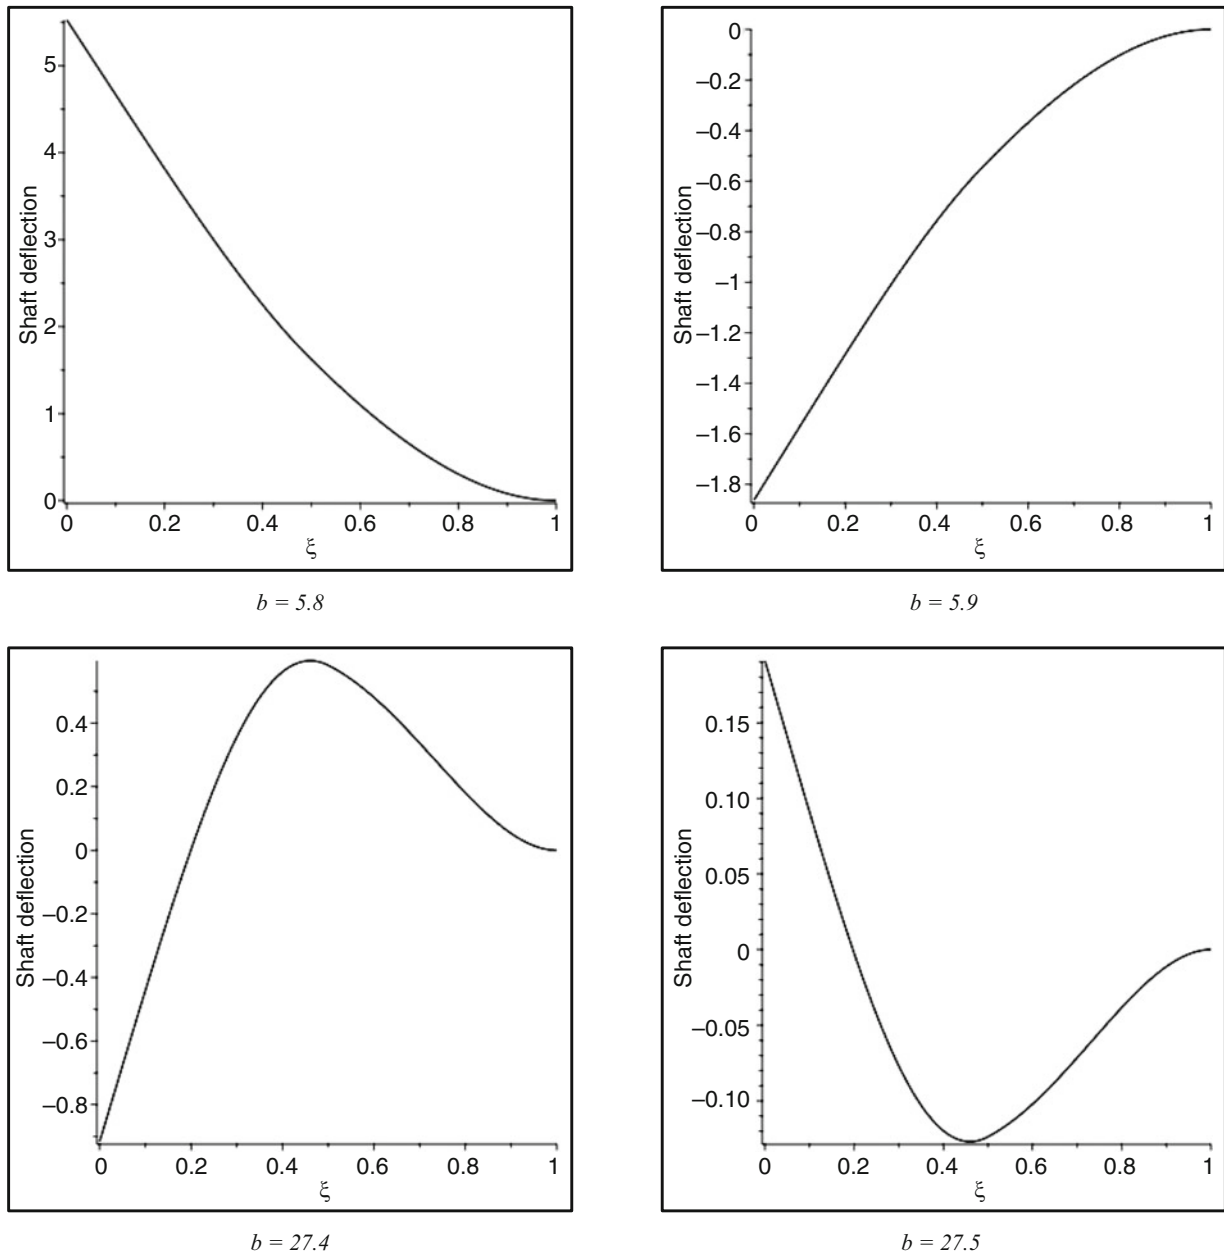 5
4
3
2
1
0
Shaft deflection
0 0.2 0.4 0.6 0.8 1
ξ
b = 5.8
0
−0.2
−0.4
−0.6
−0.8
−1
−1.2
−1.4
−1.6
−1.8
Shaft deflection
0 0.2 0.4 0.6 0.8 1
ξ
b = 5.9
0.4
0.2
0
−0.2
−0.4
−0.6
−0.8
Shaft deflection
0 0.2 0.4 0.6 0.8 1
ξ
b = 27.4
0.15
0.10
0.05
0
−0.05
−0.10
Shaft deflection
0 0.2 0.4 0.6 0.8 1
ξ
b = 27.5